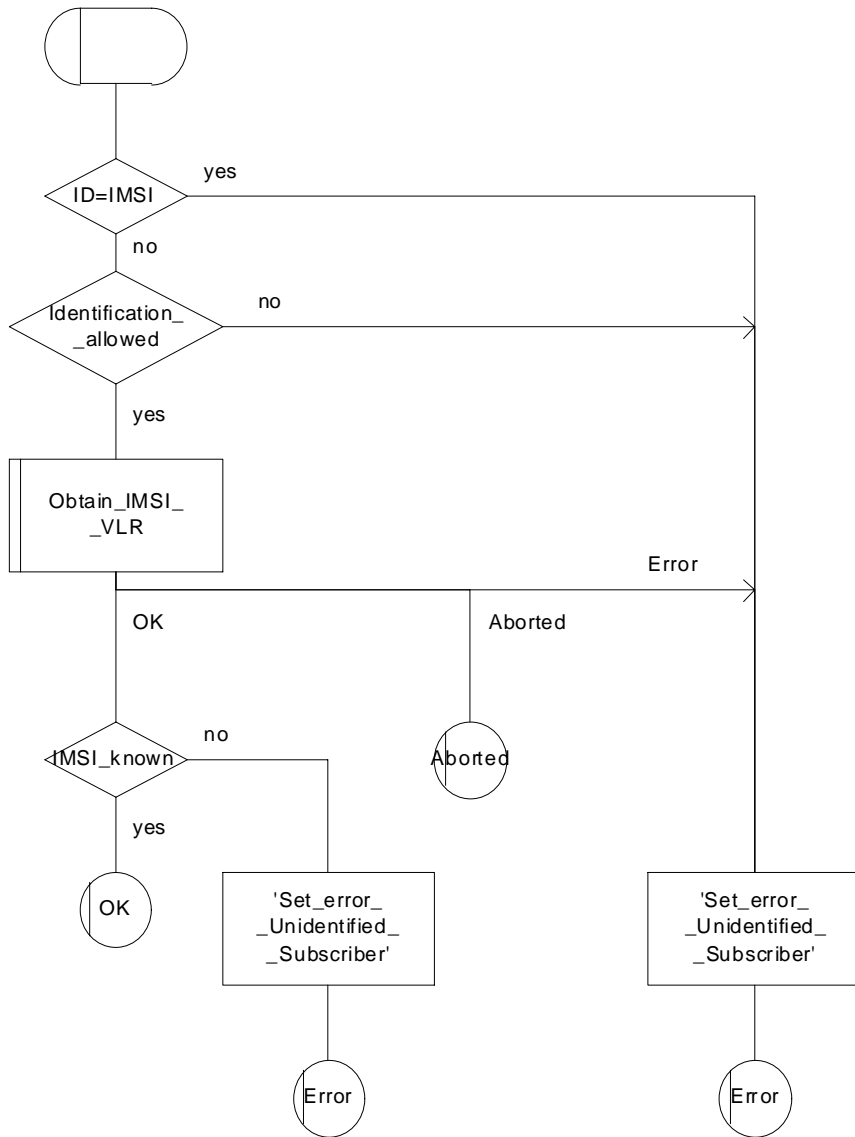 yes
ID=IMSI
no
Identification_
_allowed
no
yes
Obtain_IMSI_
_VLR
Error
OK
Aborted
IMSI_known
no
Aborted
yes
OK
'Set_error_
_Unidentified_
_Subscriber'
'Set_error_
_Unidentified_
_Subscriber'
Error
Error